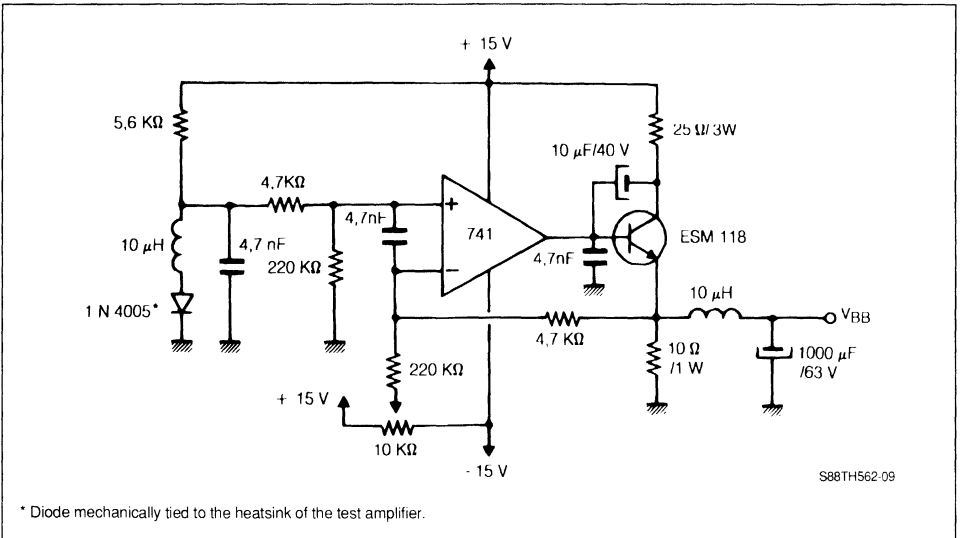 + 15 V
5,6 KΩ
25 Ω/3W
10 µF/40 V
4,7KΩ
4,7nF
+
741
ESM 118
10 µH
4,7 nF
220 KΩ
−
4,7nF
10 µH
1 N 4005*
VBB
4,7 KΩ
10 Ω
/1 W
1000 µF
/63 V
220 KΩ
+ 15 V
10 KΩ
- 15 V
S88TH562-09
* Diode mechanically tied to the heatsink of the test amplifier.